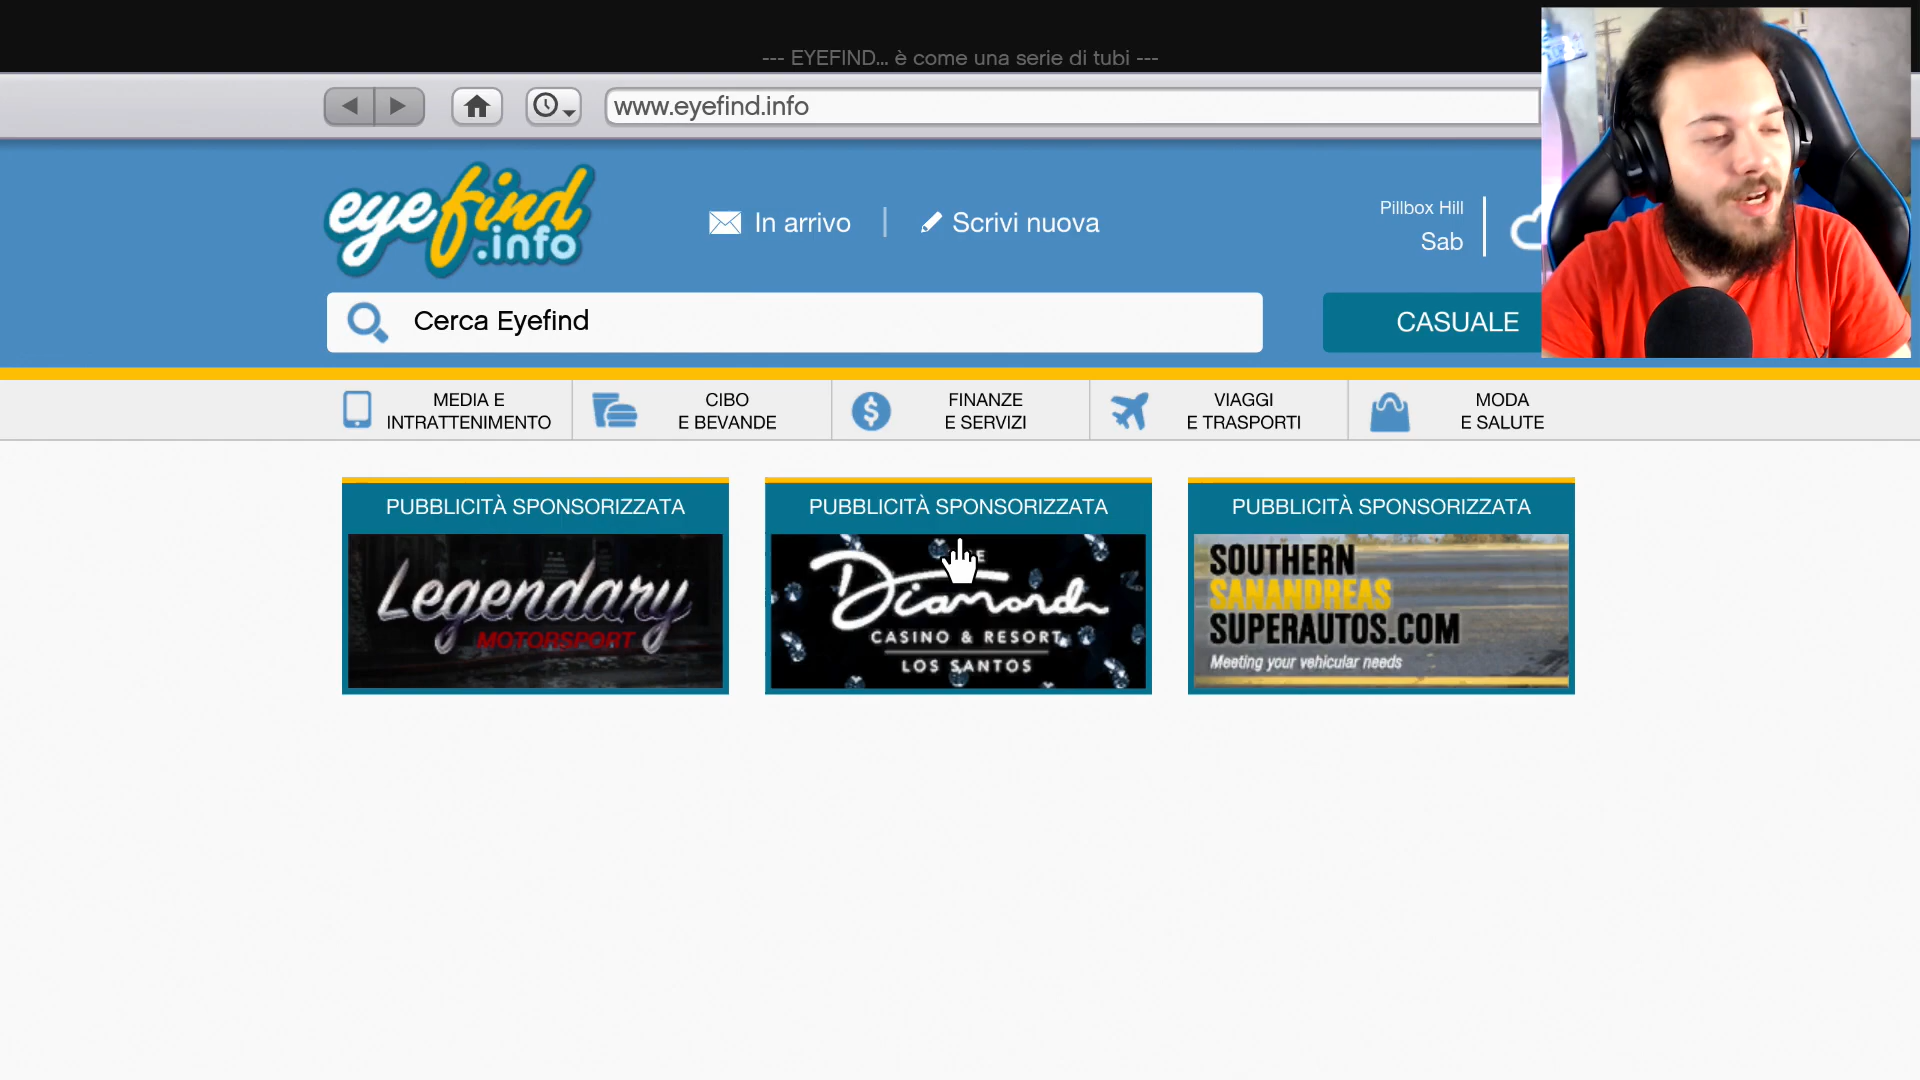 --- EYEFIND... è come una serie di tubi ---
www.eyefind.info
eyefind
.info
In arrivo
Scrivi nuova
Pillbox Hill
Sab
Cerca Eyefind
CASUALE
MEDIA E
INTRATTENIMENTO
CIBO
E BEVANDE
FINANZE
E SERVIZI
VIAGGI
E TRASPORTI
MODA
E SALUTE
PUBBLICITÀ SPONSORIZZATA
Legendary
MOTORSPORT
PUBBLICITÀ SPONSORIZZATA
Diamond
CASINO & RESORT
LOS SANTOS
PUBBLICITÀ SPONSORIZZATA
SOUTHERN
SANANDREAS
SUPERAUTOS.COM
Meeting your vehicular needs